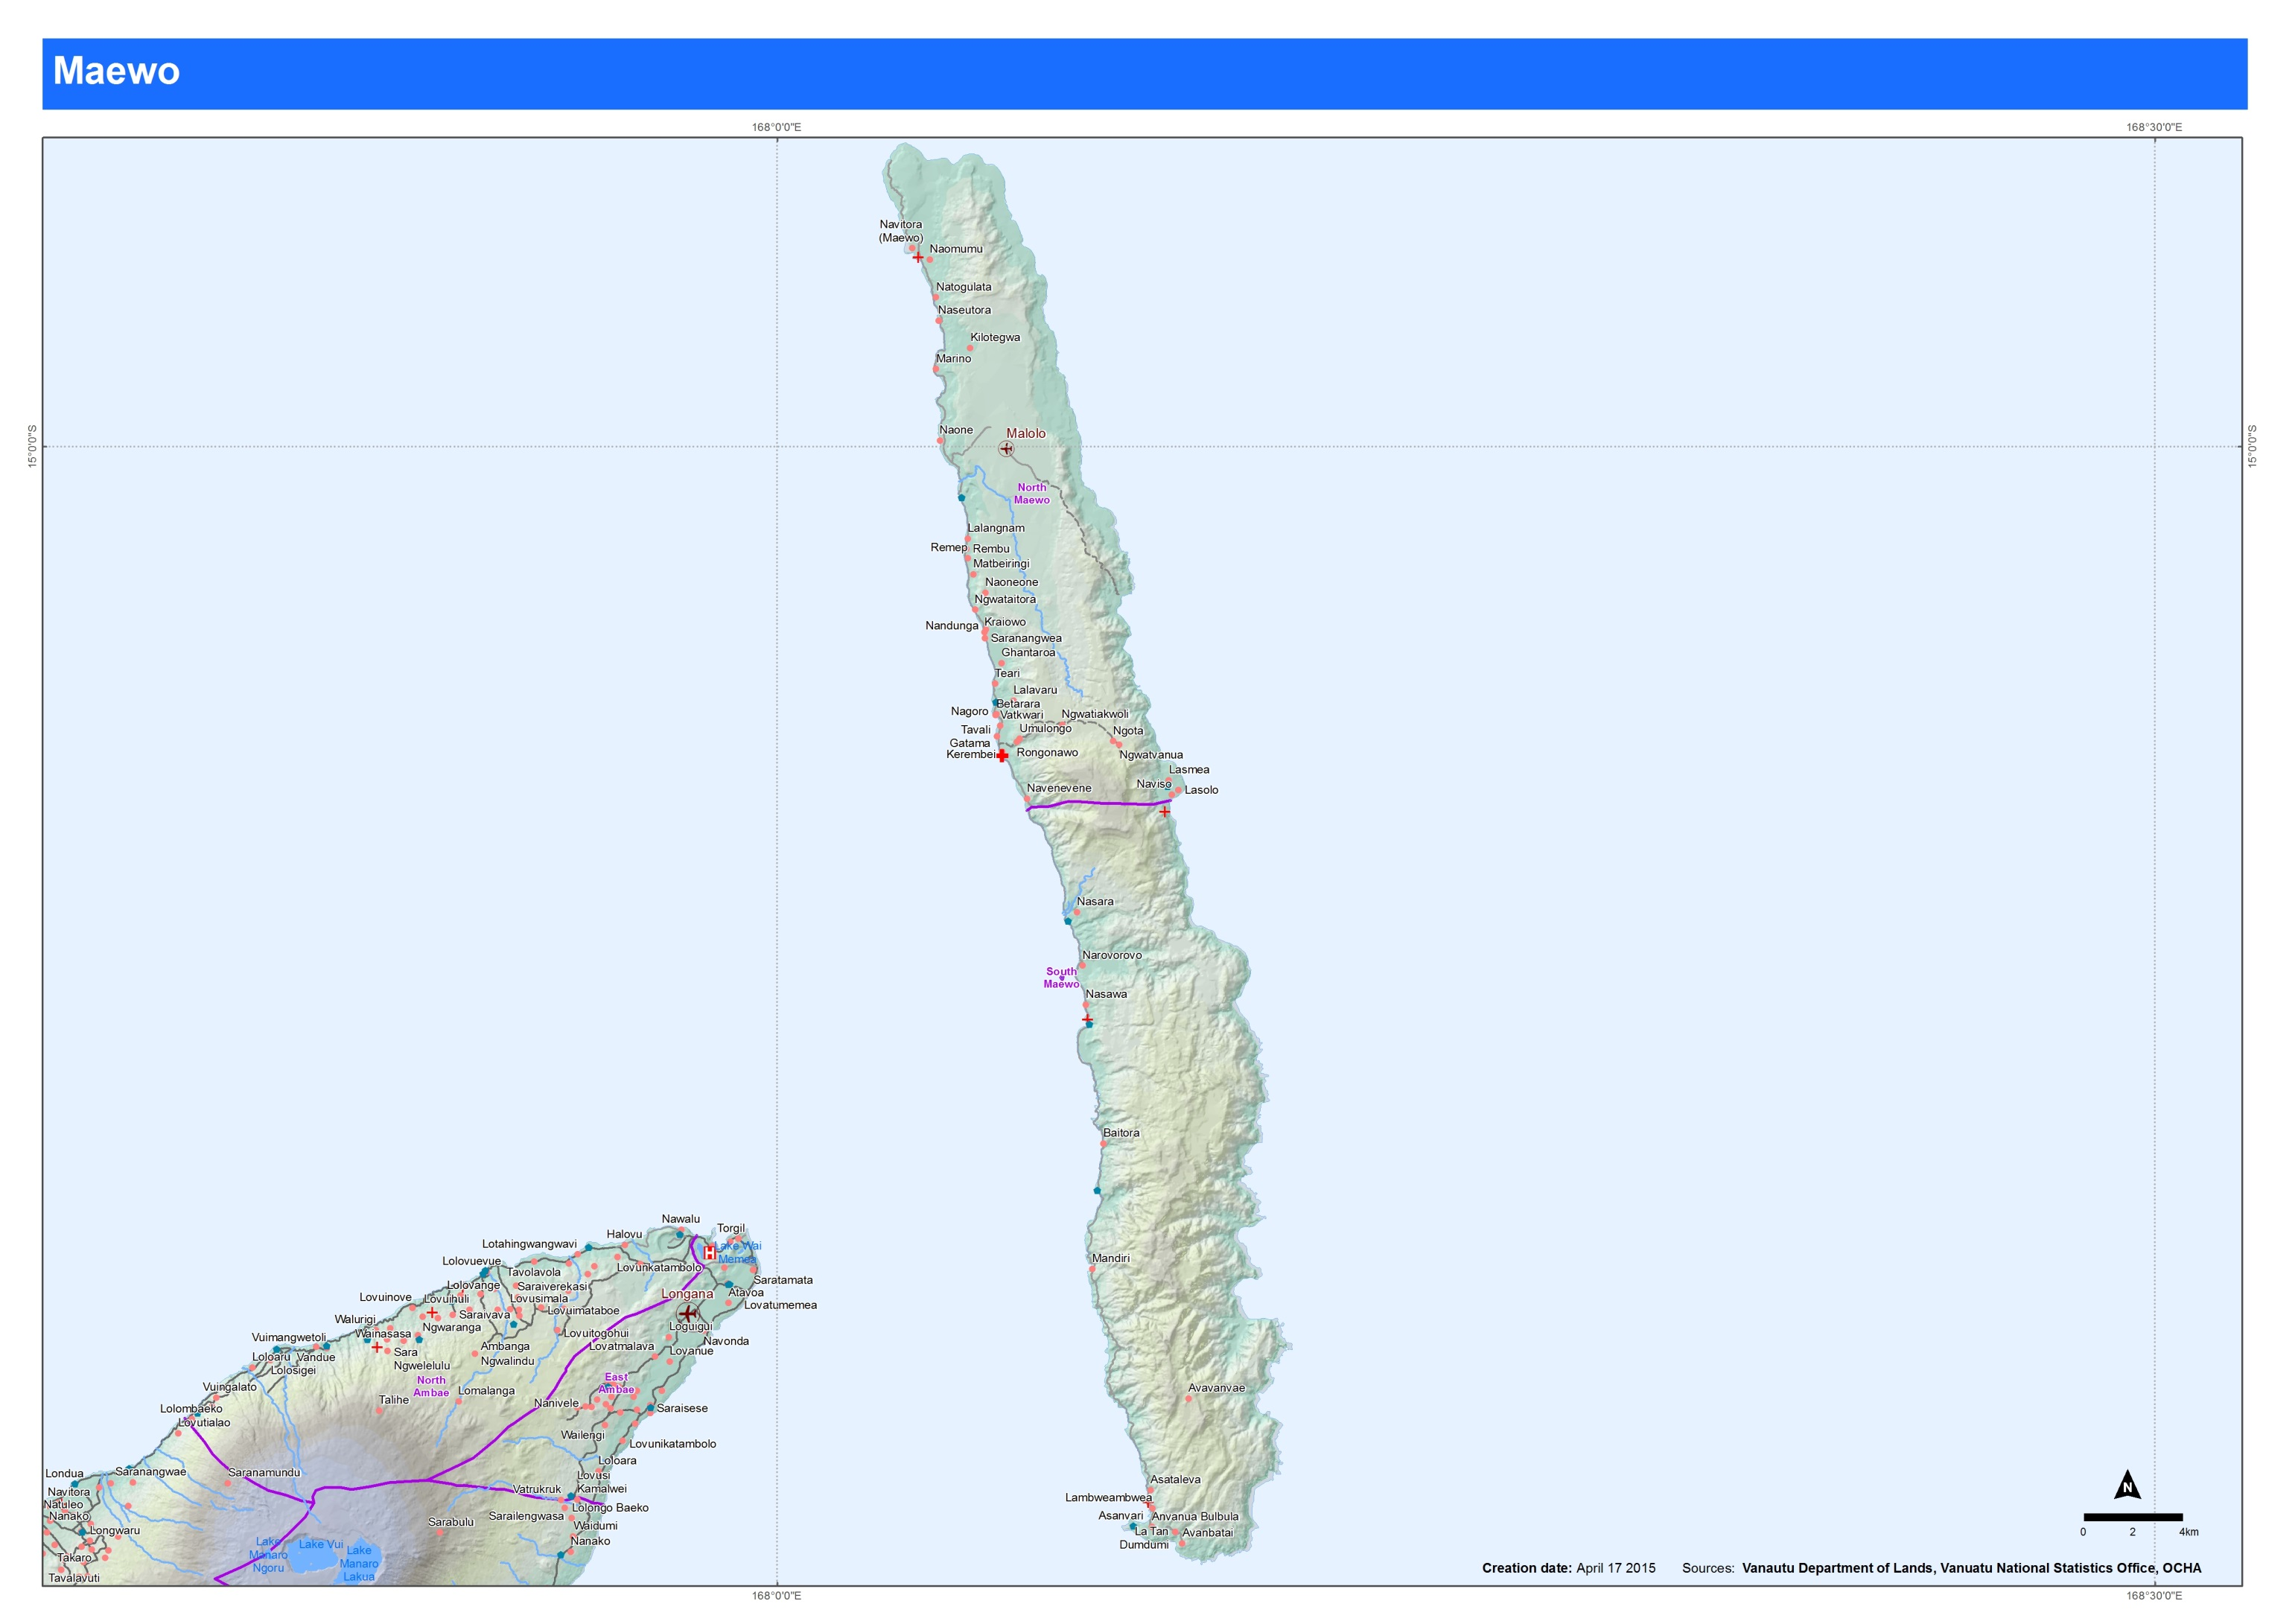 Maewo
168°0'0"E
168°30'0"E
15°0'0"S
15°0'0"S
Navitora
(Maewo)
Naomumu
Natogulata
Naseutora
Kilotegwa
Marino
Naone
Malolo
North
Maewo
Lalangnam
Remep
Rembu
Matbeiringi
Naoneone
Ngwataitora
Nandunga
Kraiowo
Saranangwea
Ghantaroa
Teari
Lalavaru
Betarara
Nagoro
Vatkwari
Ngwatiakwoli
Tavali
Umulongo
Ngota
Gatama
Kerembei
Rongonawo
Ngwatvanua
Lasmea
Naviso
Lasolo
Navenevene
Nasara
Narovorovo
South
Maewo
Nasawa
Baitora
Mandiri
Avavanvae
Asataleva
Lambweambwea
Asanvari
Anvanua Bulbula
La Tan
Avanbatai
Dumdumi
Nawalu
Torgil
Halovu
Lotahingwangwavi
Lake Wai
Memea
Lolovuevue
Tavolavola
Lovunkatambolo
Saratamata
Lolovange
Saraiverekasi
Longana
Atavoa
Lovuinove
Lovuihuli
Lovusimala
Lovatumemea
Lovuimataboe
Saraivava
Walurigi
Ngwaranga
Loguigui
Wainasasa
Lovuitogohui
Navonda
Vuimangwetoli
Ambanga
Lovatmalava
Lovanue
Sara
Loloaru
Vandue
Ngwalindu
Lolosigei
Ngwelelulu
North
Ambae
East
Ambae
Vuingalato
Lomalanga
Talihe
Nanivele
Saraisese
Lolombaeko
Lovutialao
Wailengi
Lovunikatambolo
Loloara
Londua
Saranangwae
Saranamundu
Lovusi
Navitora
Vatrukruk
Kamalwei
Natuleo
Lolongo Baeko
Nanako
Sarailengwasa
Longwaru
Sarabulu
Waidumi
Nanako
Lake
Manaro
Ngoru
Lake Vui
Lake
Manaro
Lakua
Takaro
Tavalavuti
N
0 2 4km
Creation date: April 17 2015 Sources: Vanautu Department of Lands, Vanuatu National Statistics Office, OCHA
168°0'0"E
168°30'0"E
H